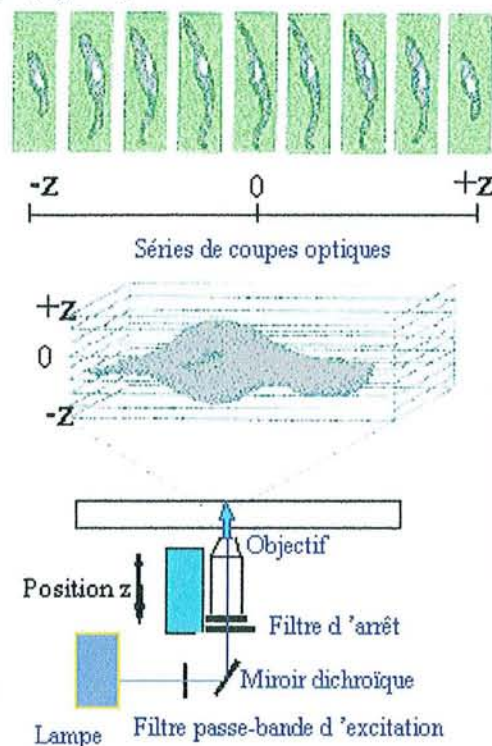 -z 0 +z
Séries de coupes optiques
+z
0
-z
Objectif
Position z
Filtre d 'arrêt
Miroir dichroïque
Lampe
Filtre passe-bande d 'excitation